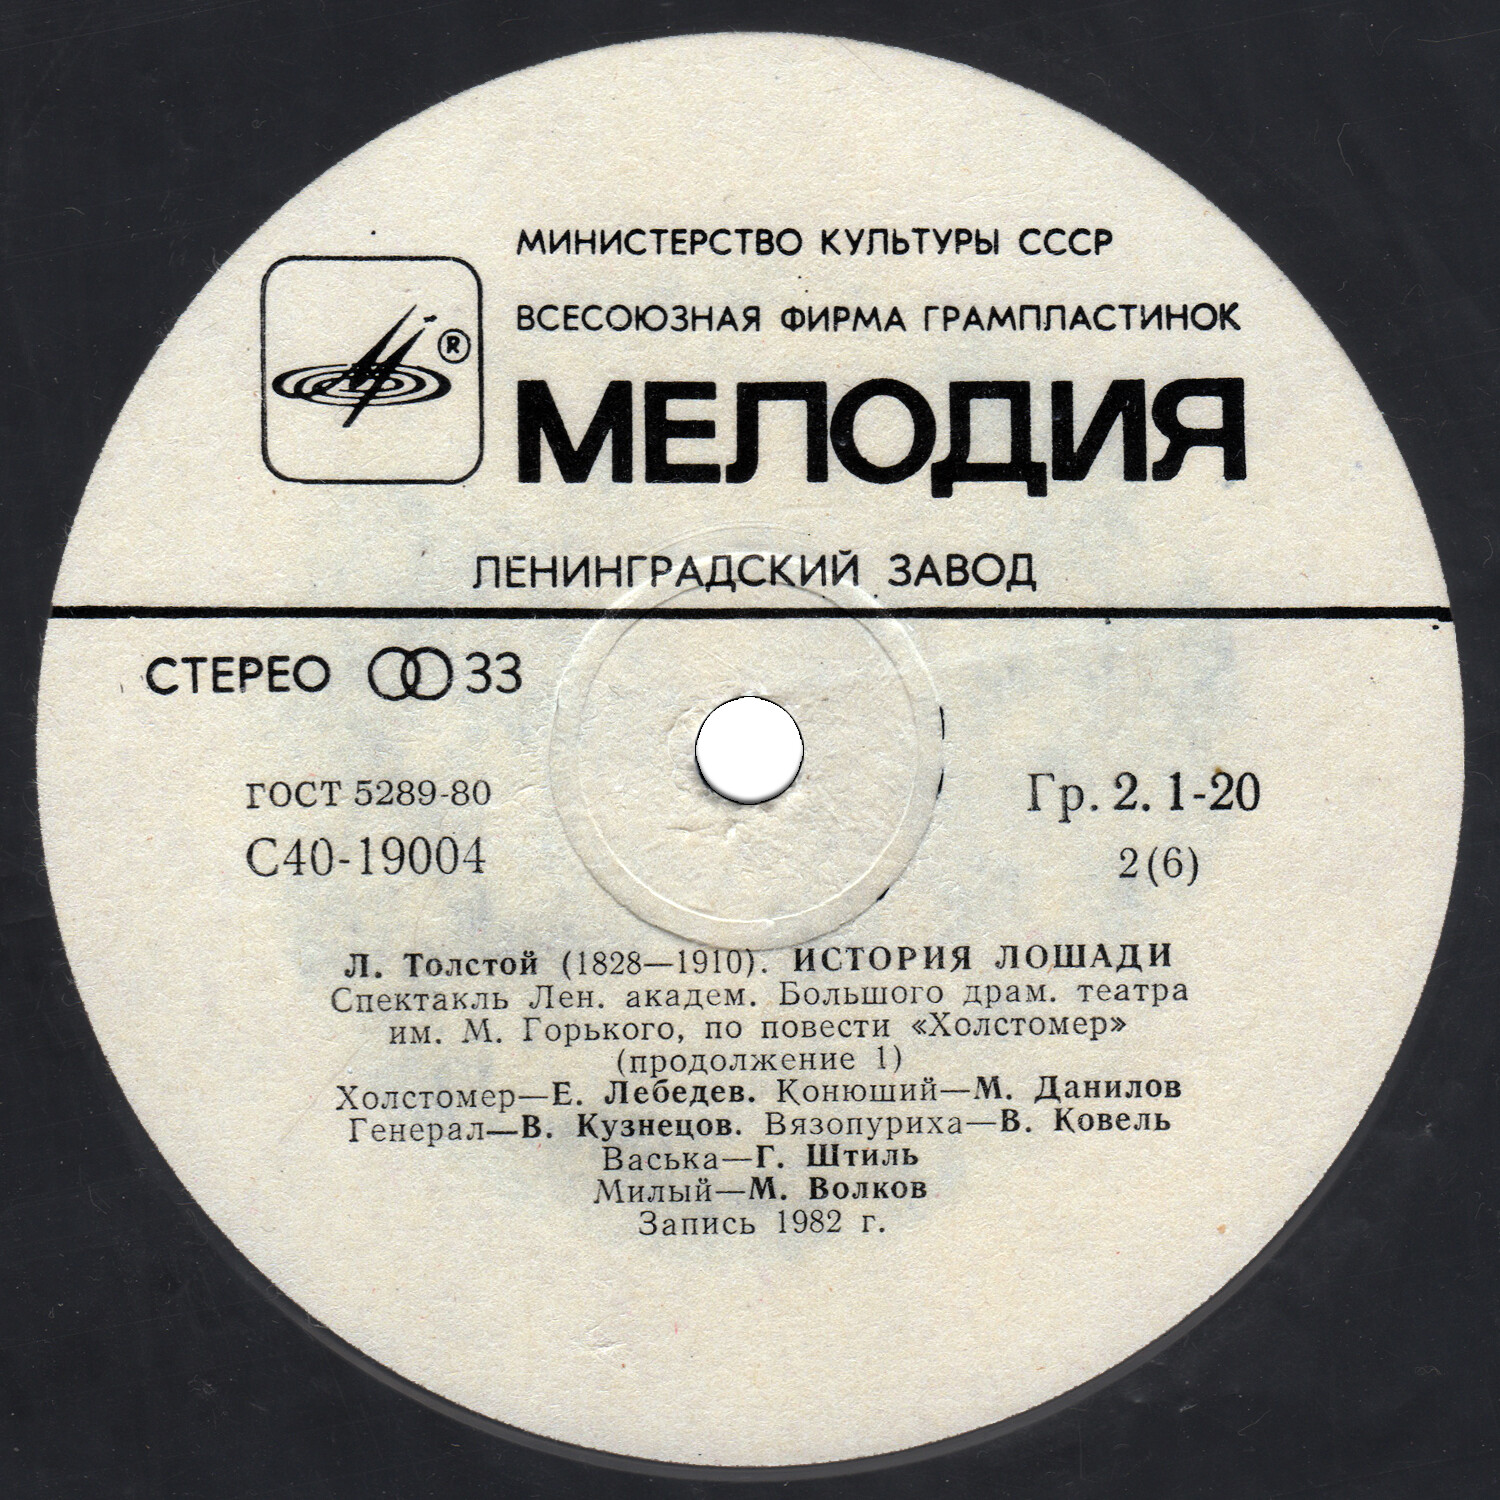 МИНИСТЕРСТВО КУЛЬТУРЫ СССР
ВСЕСОЮЗНАЯ ФИРМА ГРАМПЛАСТИНОК
®
МЕЛОДИЯ
ЛЕНИНГРАДСКИЙ ЗАВОД
СТЕРЕО 33
ГОСТ 5289-80
Гр. 2. 1-20
С40-19004
2(6)
Л. Толстой (1828—1910). ИСТОРИЯ ЛОШАДИ
Спектакль Лен. академ. Большого драм. театра
им. М. Горького, по повести «Холстомер»
(продолжение 1)
Холстомер—Е. Лебедев. Конюший—М. Данилов
Генерал—В. Кузнецов. Вязопуриха—В. Ковель
Васька—Г. Штиль
Милый—М. Волков
Запись 1982 г.